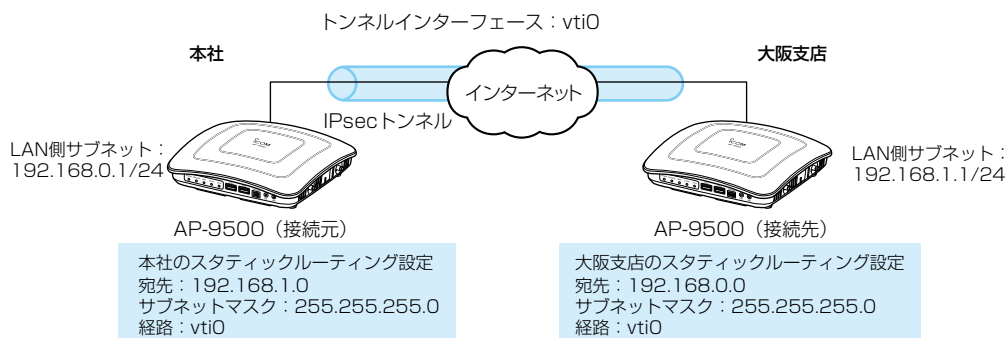 トンネルインターフェース：vti0
本社
大阪支店
インターネット
IPsecトンネル
LAN側サブネット：
192.168.0.1/24
LAN側サブネット：
192.168.1.1/24
ICOM
ICOM
AP-9500（接続元）
AP-9500（接続先）
本社のスタティックルーティング設定
宛先：192.168.1.0
サブネットマスク：255.255.255.0
経路：vti0
大阪支店のスタティックルーティング設定
宛先：192.168.0.0
サブネットマスク：255.255.255.0
経路：vti0